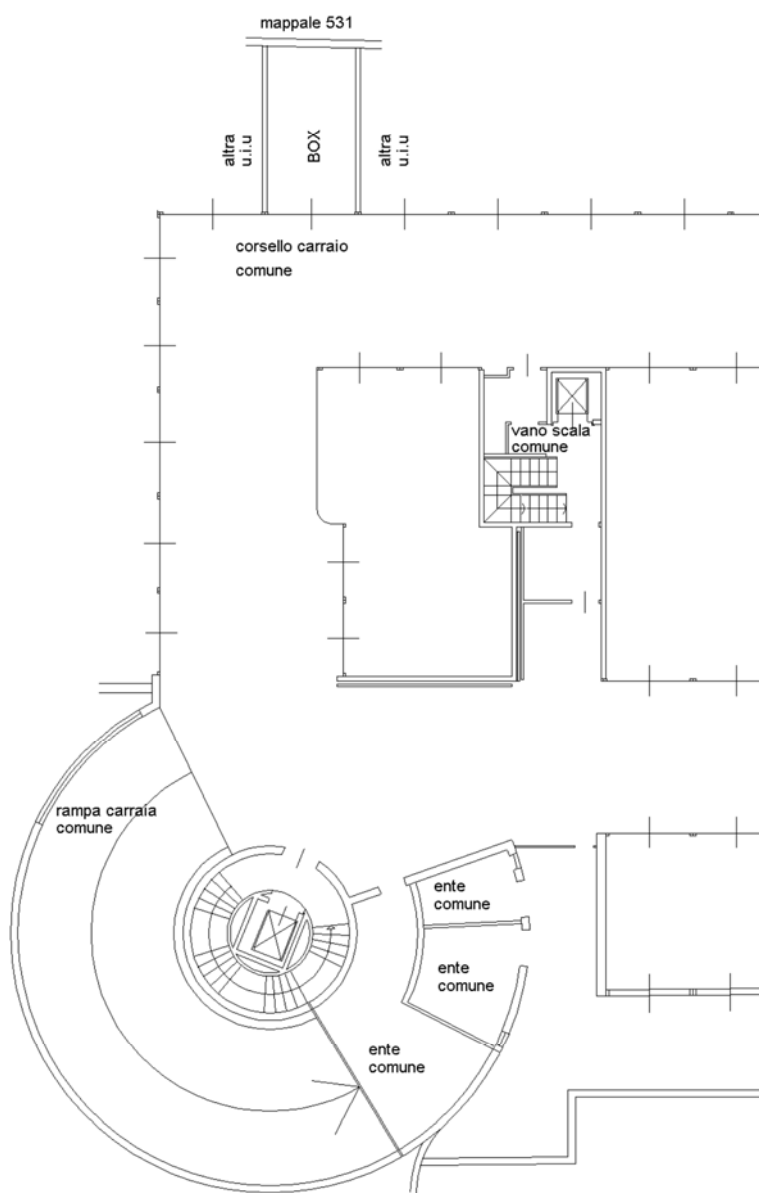 mappale 531
altra
u.i.u
BOX
altra
u.i.u
corsello carraio
comune
vano scala
comune
rampa carraia
comune
ente
comune
ente
comune
ente
comune